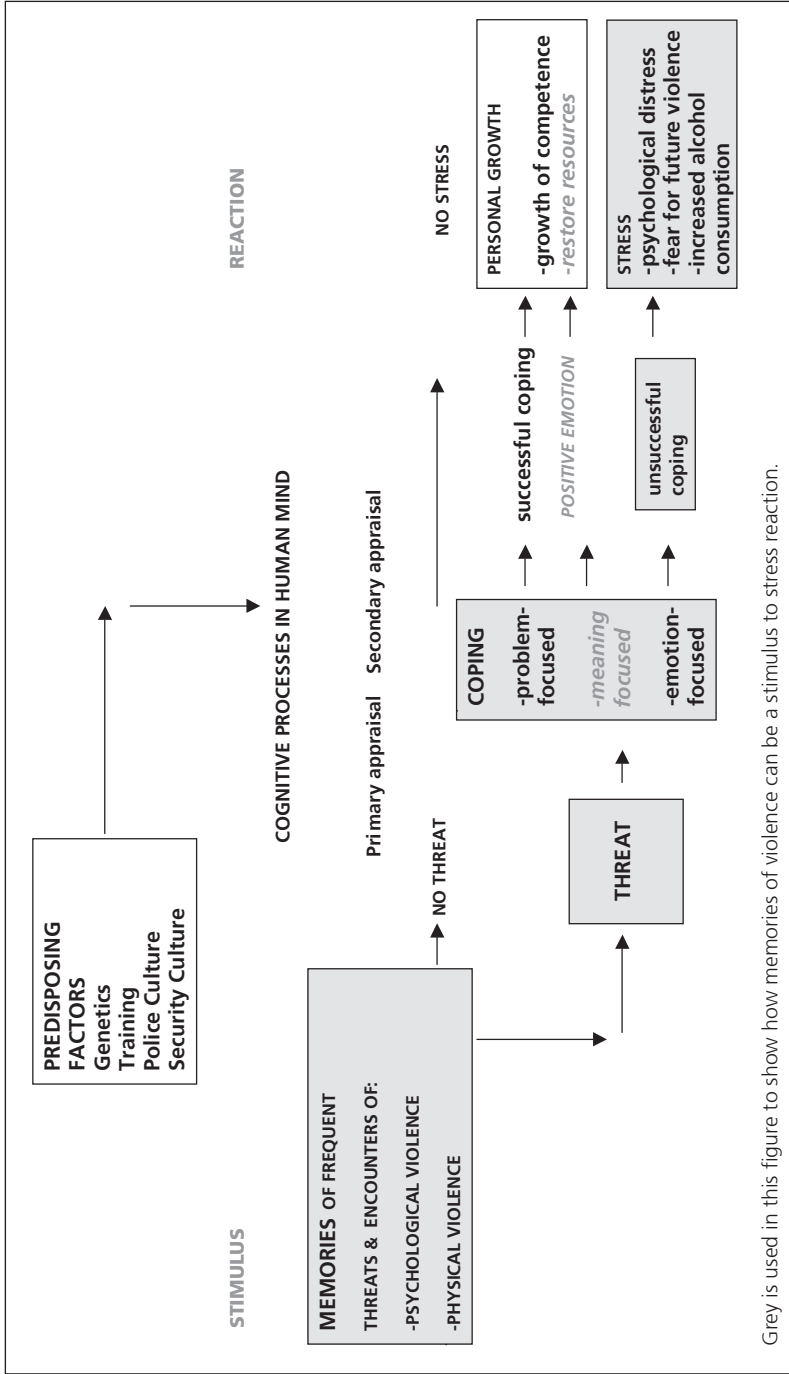 PREDISPOSING
FACTORS
Genetics
Training
Police Culture
Security Culture
STIMULUS
COGNITIVE PROCESSES IN HUMAN MIND
REACTION
MEMORIES OF FREQUENT
THREATS & ENCOUNTERS OF:
-PSYCHOLOGICAL VIOLENCE
-PHYSICAL VIOLENCE
Primary appraisal Secondary appraisal
NO THREAT
THREAT
COPING
-problem-
focused
-meaning
focused
-emotion-
focused
NO STRESS
successful coping
POSITIVE EMOTION
unsuccessful
coping
PERSONAL GROWTH
-growth of competence
-restore resources
STRESS
-psychological distress
-fear for future violence
-increased alcohol
consumption
Grey is used in this figure to show how memories of violence can be a stimulus to stress reaction.